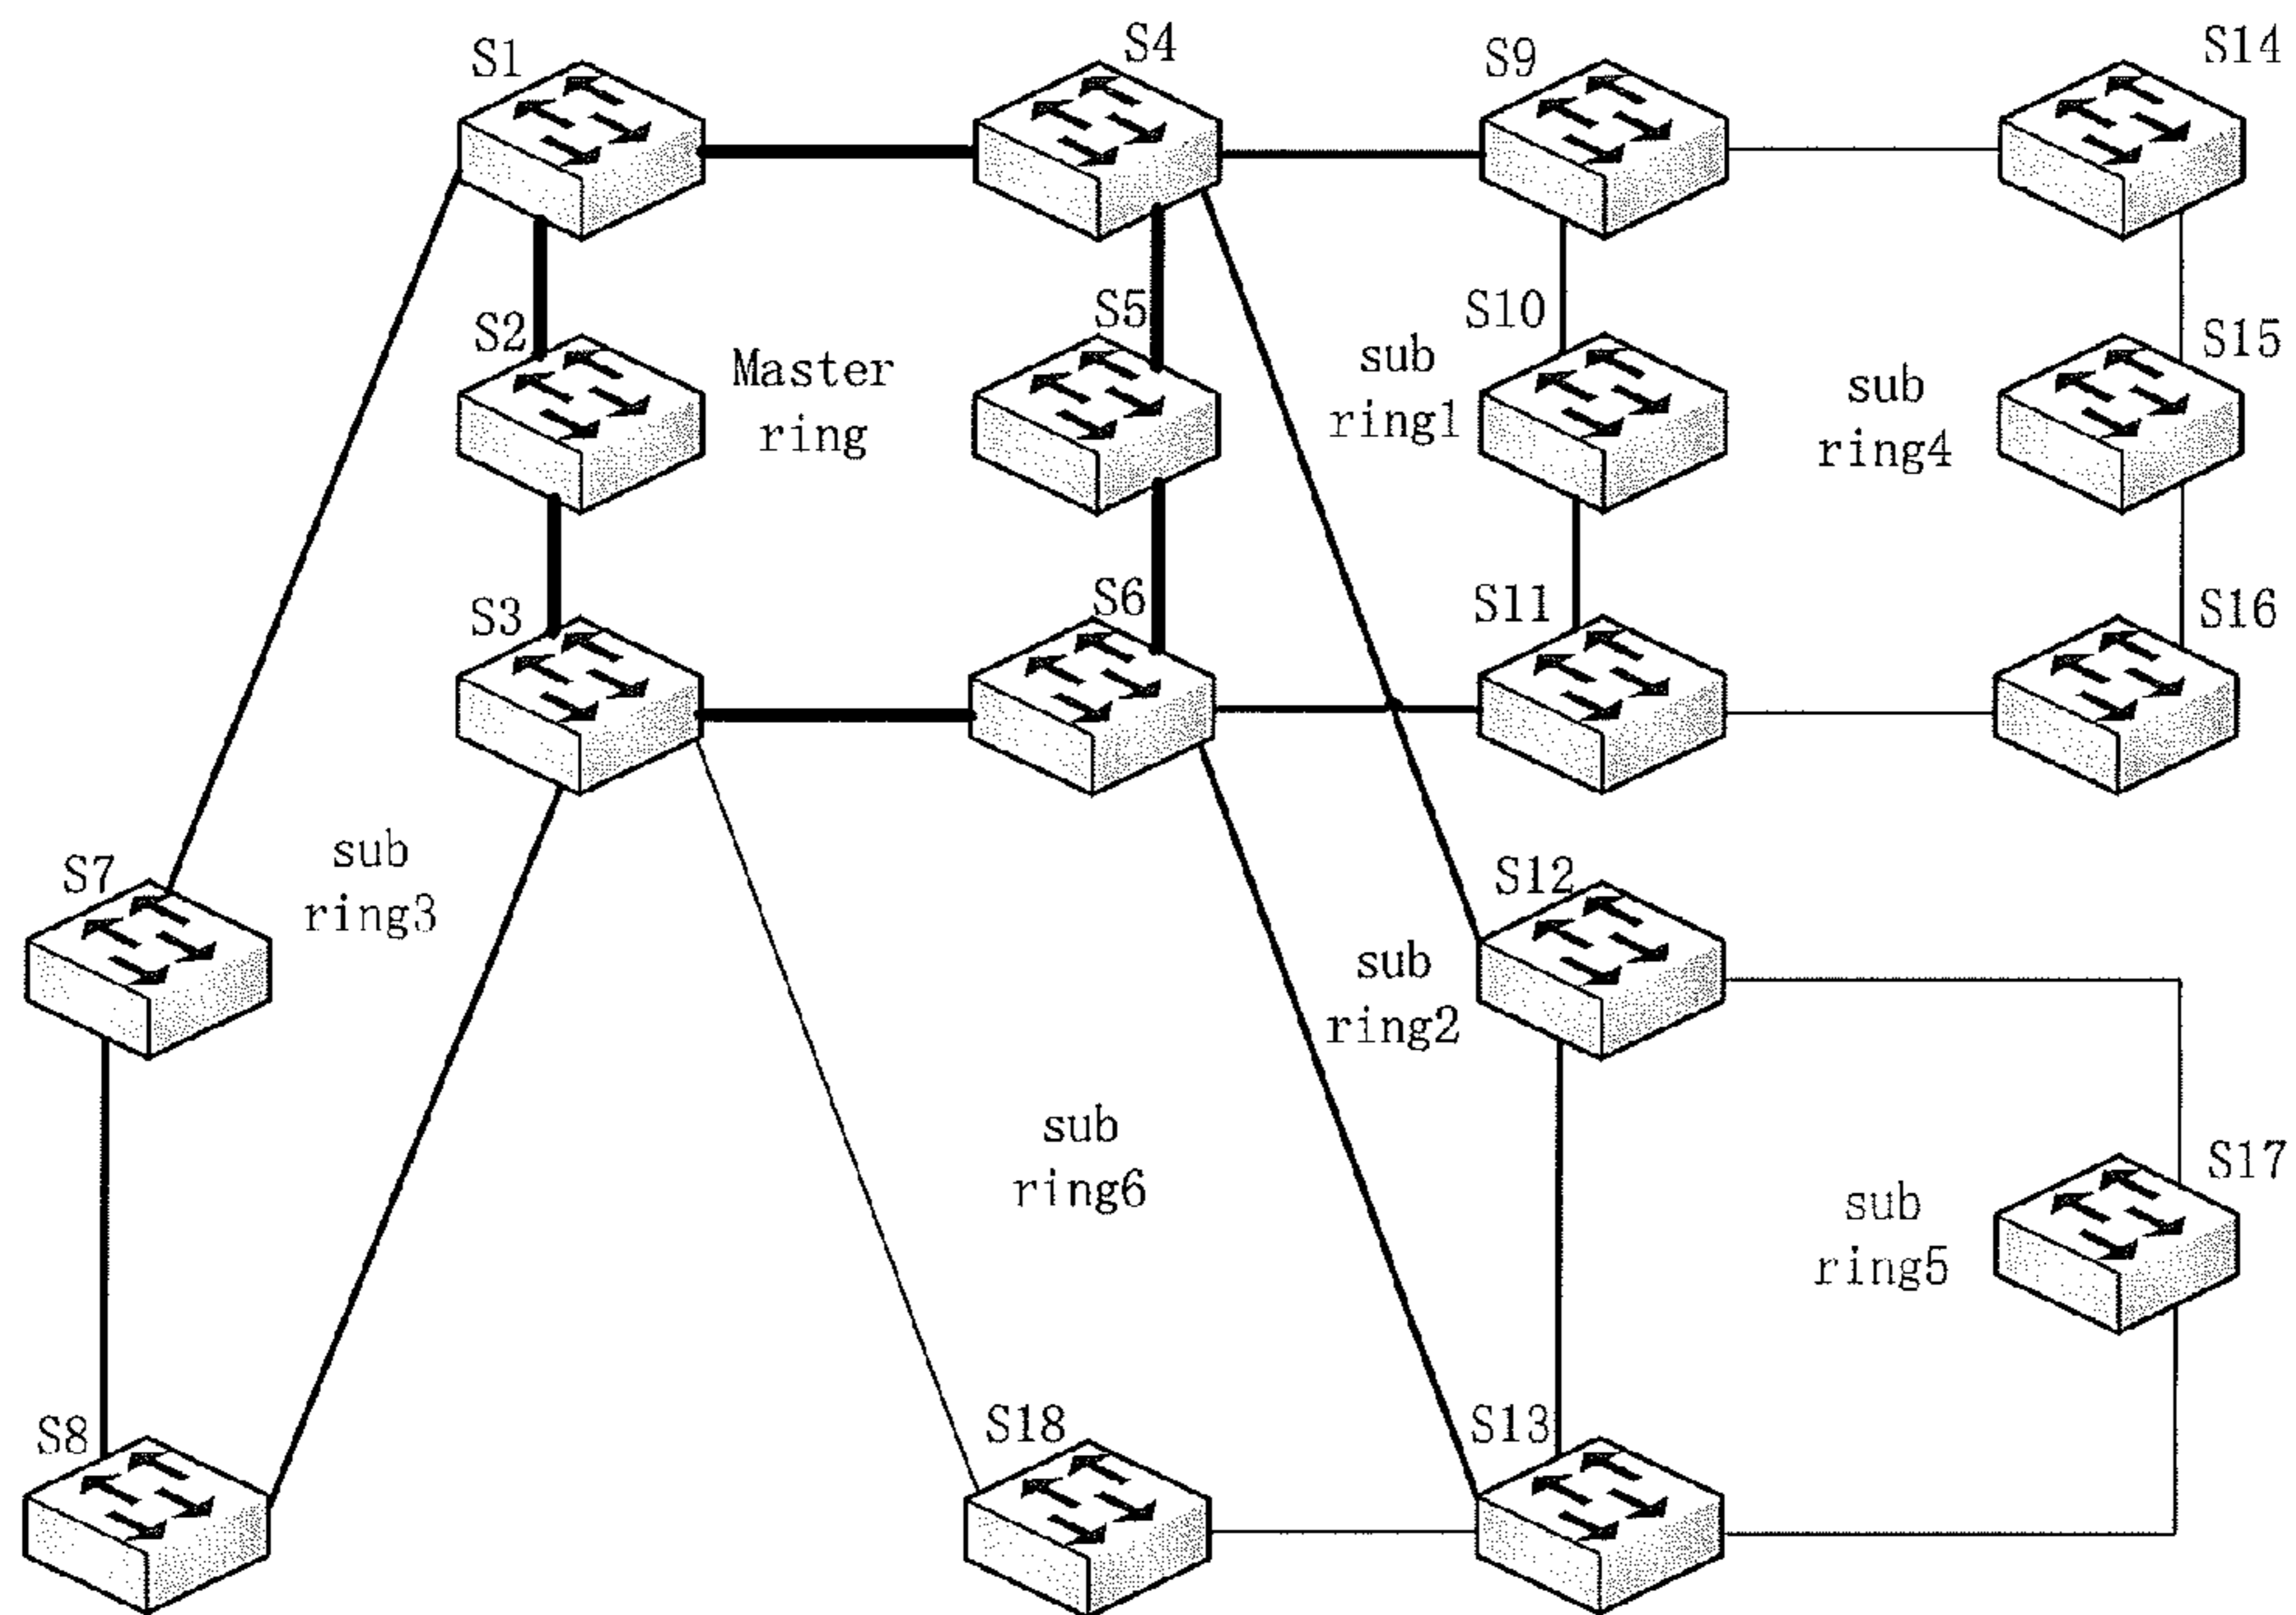 S1
S4
S9
S14
S2
Master
ring
S5
sub
ring1
S10
sub
ring4
S15
S3
S6
S11
S16
S7
sub
ring3
S12
sub
ring2
sub
ring6
S17
sub
ring5
S8
S18
S13